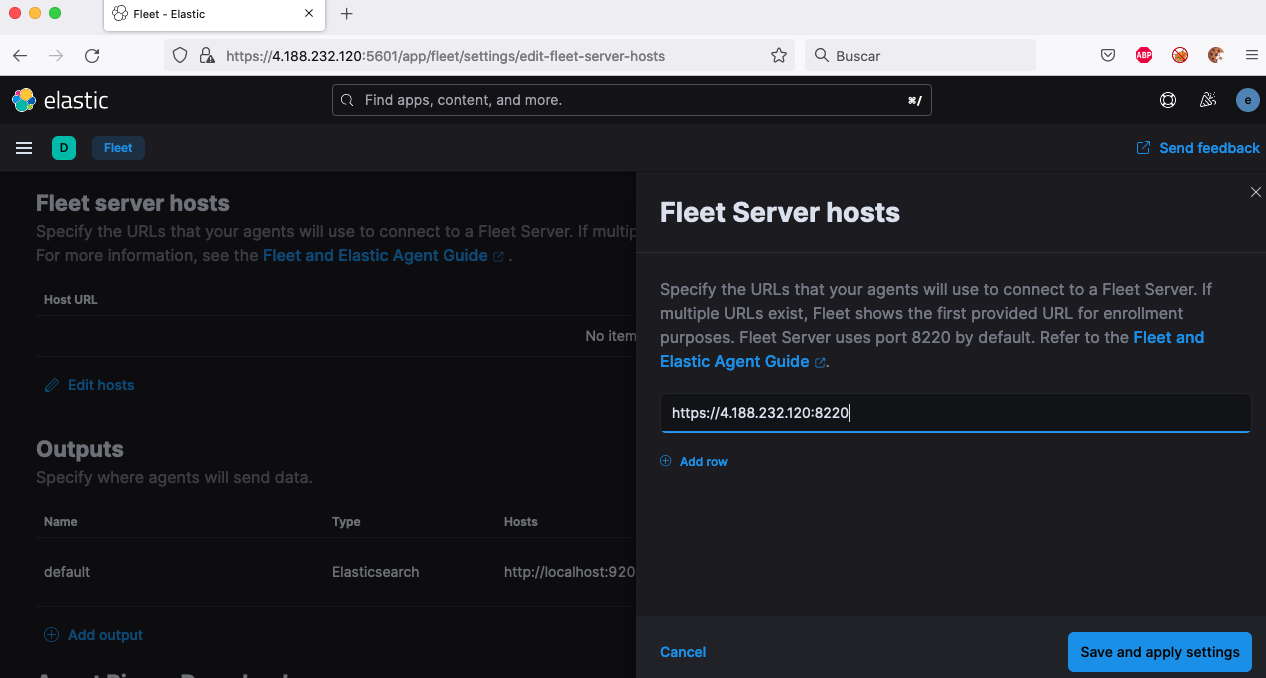 Fleet - Elastic
https://4.188.232.120:5601/app/fleet/settings/edit-fleet-server-hosts
Buscar
ABP
elastic
Find apps, content, and more.
⌘/
e
D
Fleet
Send feedback
Fleet server hosts
Specify the URLs that your agents will use to connect to a Fleet Server. If multip
For more information, see the Fleet and Elastic Agent Guide .
Host URL
No item
Edit hosts
Outputs
Specify where agents will send data.
Name Type Hosts
default Elasticsearch http://localhost:920
Add output
Fleet Server hosts
Specify the URLs that your agents will use to connect to a Fleet Server. If
multiple URLs exist, Fleet shows the first provided URL for enrollment
purposes. Fleet Server uses port 8220 by default. Refer to the Fleet and
Elastic Agent Guide .
https://4.188.232.120:8220
Add row
Cancel
Save and apply settings